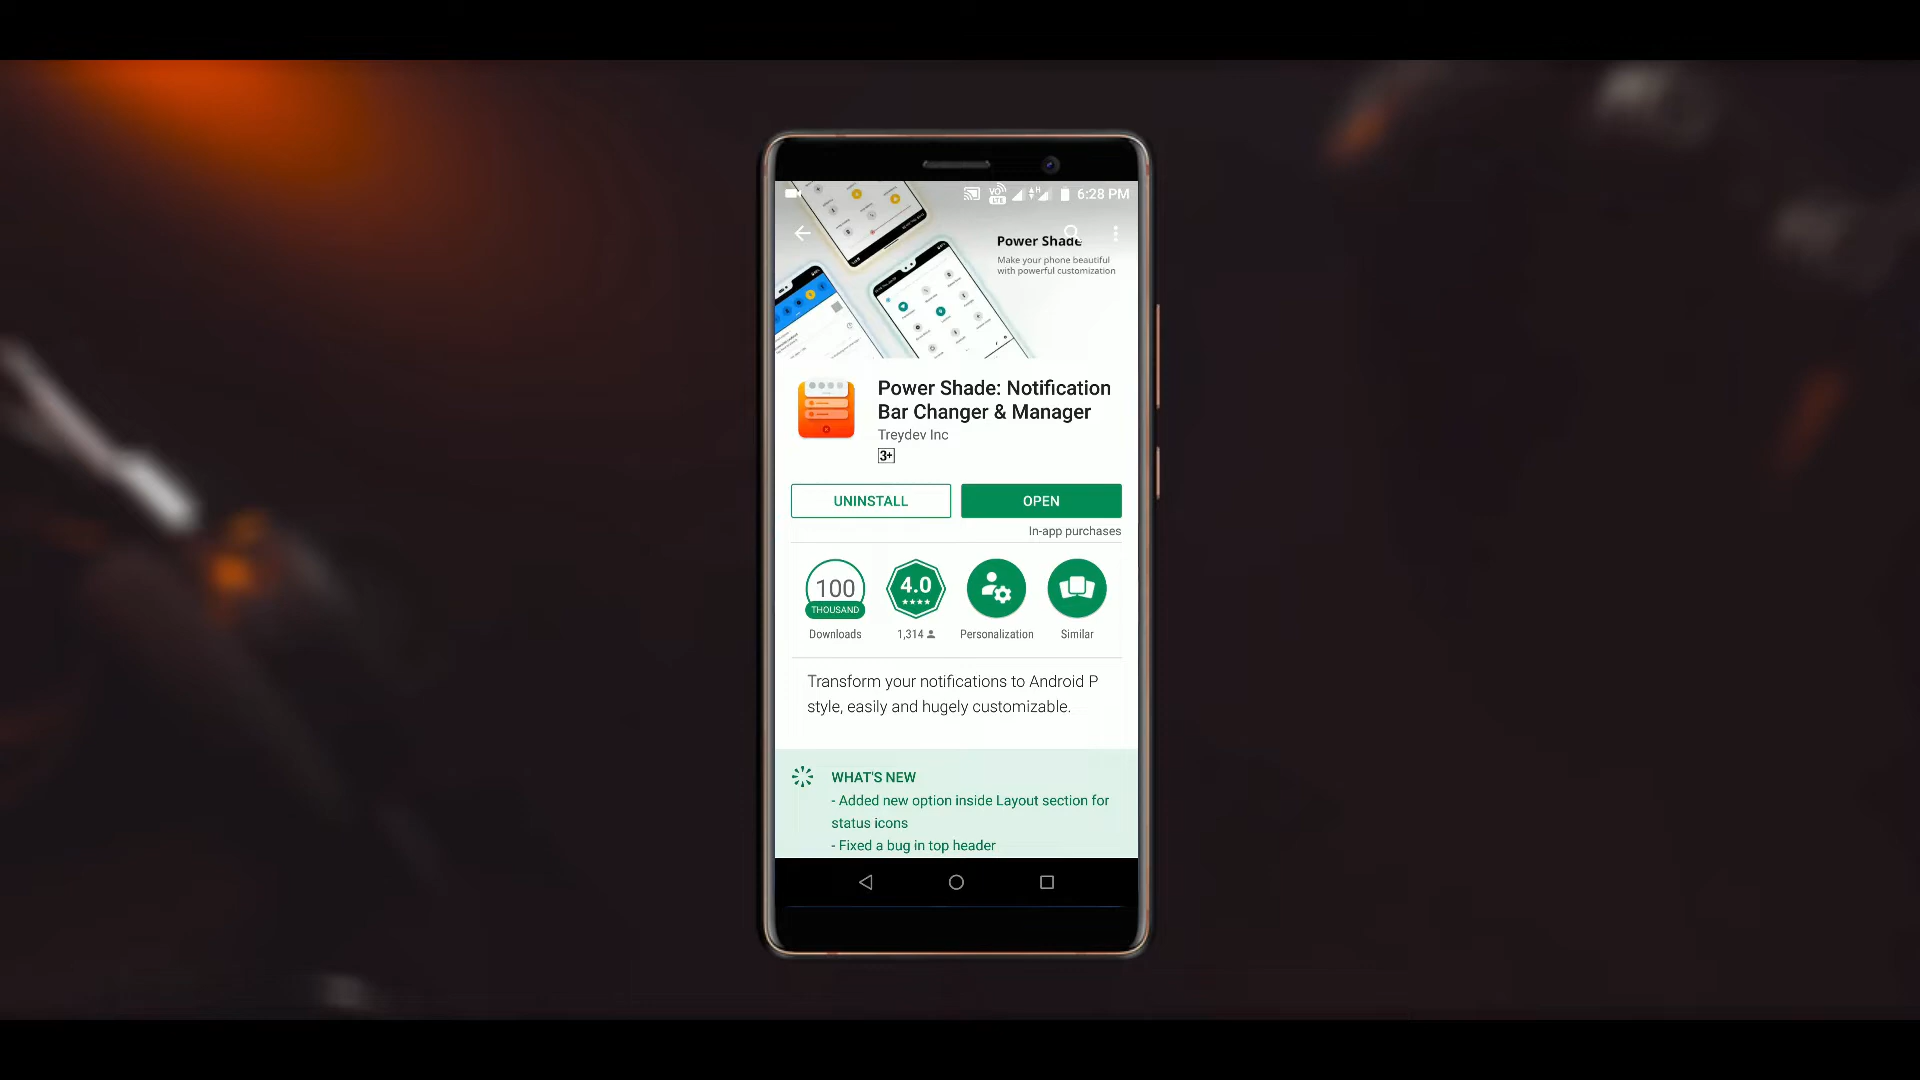 VO
LTE
H
6:28 PM
Power Shade
Make your phone beautiful
with powerful customization
Power Shade: Notification
Bar Changer & Manager
Treydev Inc
3+
UNINSTALL
OPEN
In-app purchases
100
THOUSAND
4.0
Downloads
1,314
Personalization
Similar
Transform your notifications to Android P
style, easily and hugely customizable.
WHAT'S NEW
- Added new option inside Layout section for
status icons
- Fixed a bug in top header